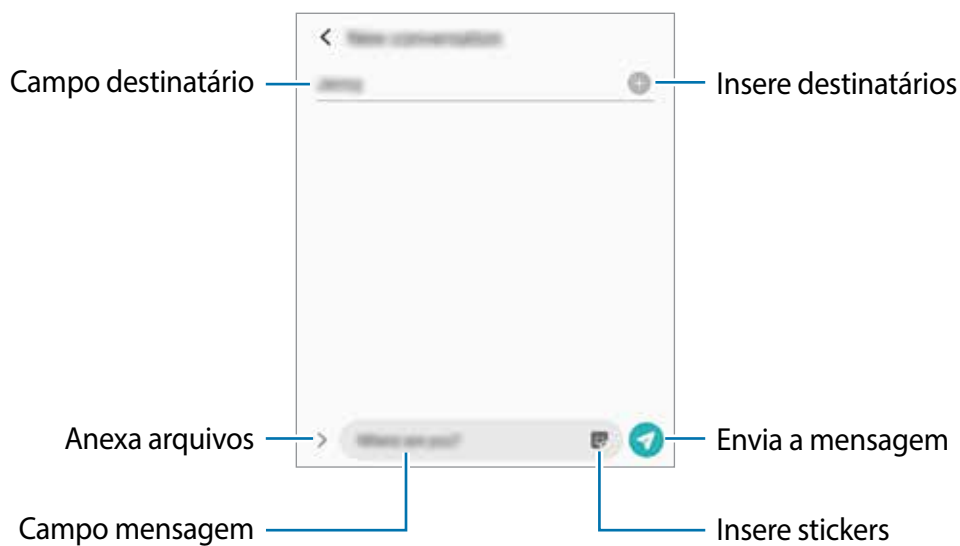 Campo destinatário
Insere destinatários
Anexa arquivos
Envia a mensagem
Campo mensagem
Insere stickers